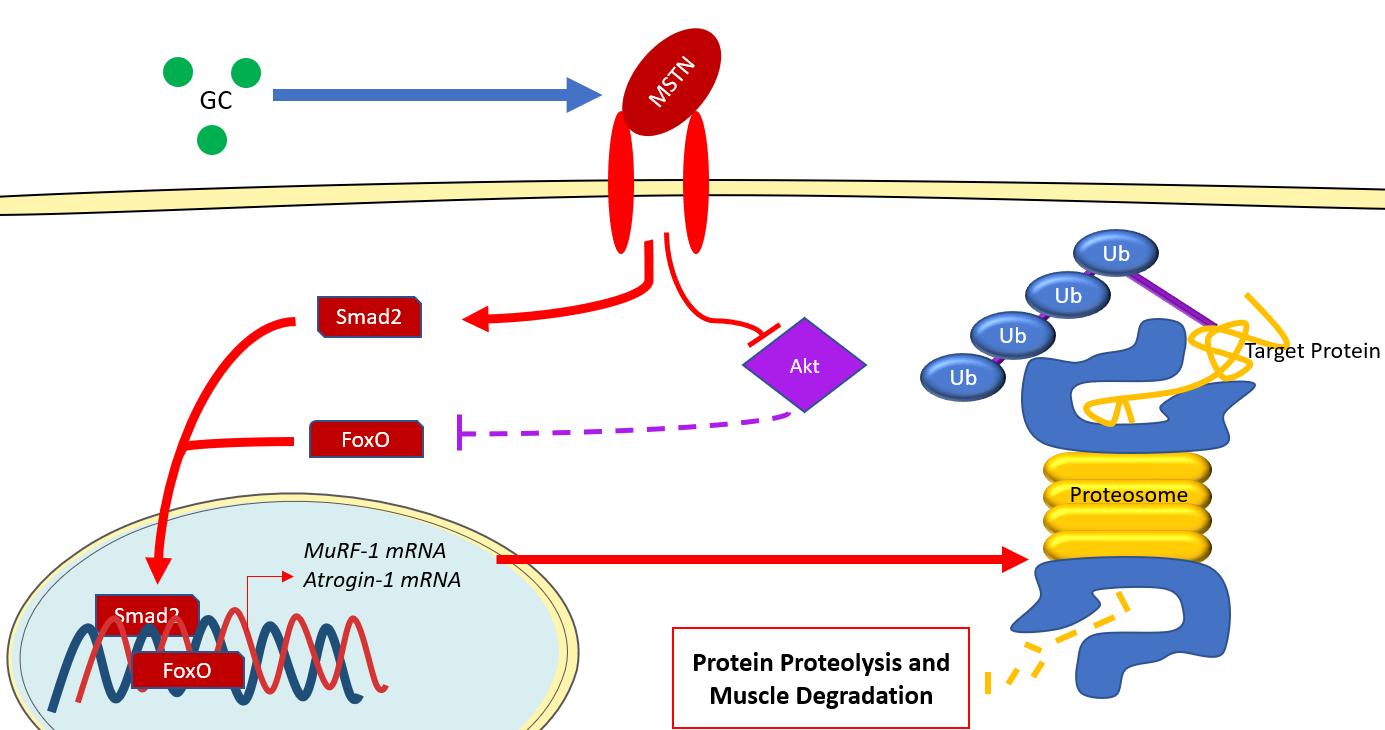 GC
MSTN
Ub
Ub
Ub
Ub
Smad2
Target Protein
Akt
FoxO
Proteosome
MuRF-1 mRNA
Atrogin-1 mRNA
Smad2
FoxO
Protein Proteolysis and
Muscle Degradation